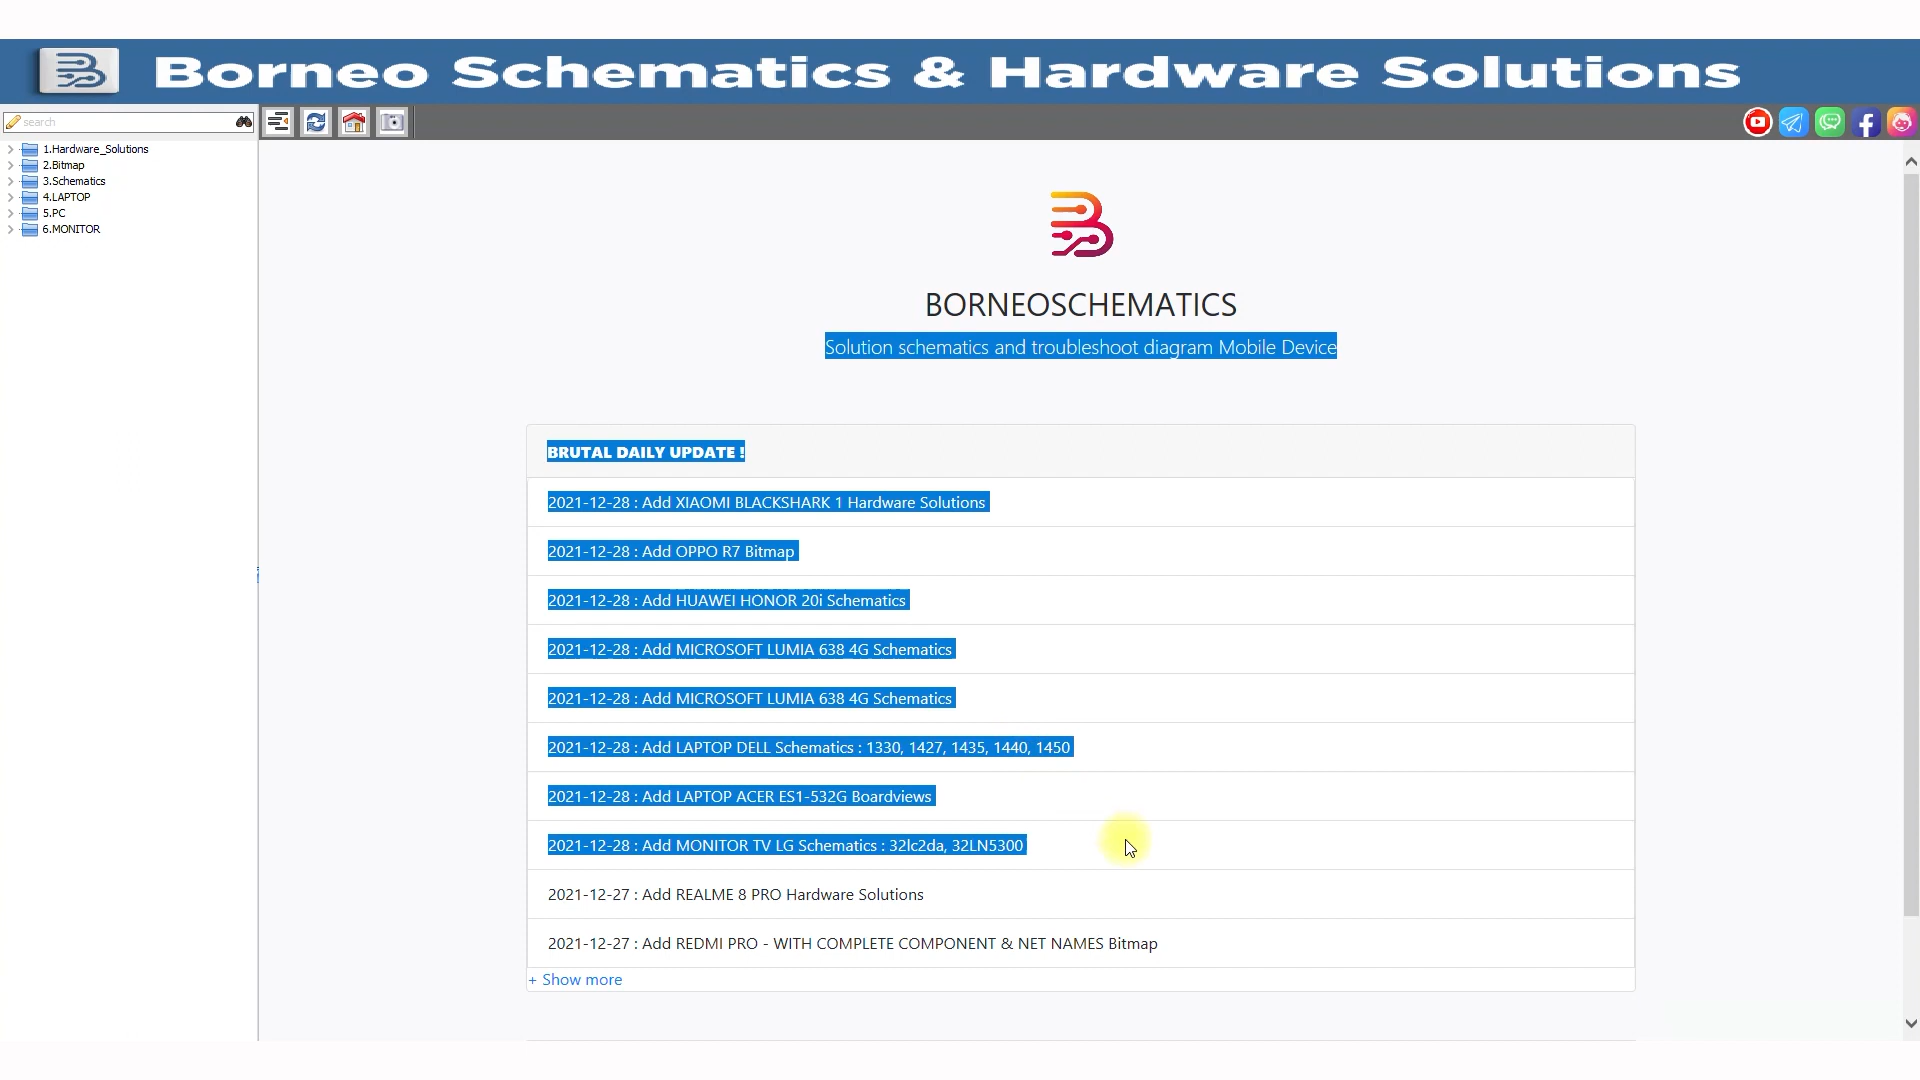 Borneo Schematics & Hardware Solutions
search
1.Hardware_Solutions
2.Bitmap
3.Schematics
4.LAPTOP
5.PC
6.MONITOR
BORNEOSCHEMATICS
Solution schematics and troubleshoot diagram Mobile Device
BRUTAL DAILY UPDATE !
2021-12-28 : Add XIAOMI BLACKSHARK 1 Hardware Solutions
2021-12-28 : Add OPPO R7 Bitmap
2021-12-28 : Add HUAWEI HONOR 20i Schematics
2021-12-28 : Add MICROSOFT LUMIA 638 4G Schematics
2021-12-28 : Add MICROSOFT LUMIA 638 4G Schematics
2021-12-28 : Add LAPTOP DELL Schematics : 1330, 1427, 1435, 1440, 1450
2021-12-28 : Add LAPTOP ACER ES1-532G Boardviews
2021-12-28 : Add MONITOR TV LG Schematics : 32lc2da, 32LN5300
2021-12-27 : Add REALME 8 PRO Hardware Solutions
2021-12-27 : Add REDMI PRO - WITH COMPLETE COMPONENT & NET NAMES Bitmap
+ Show more